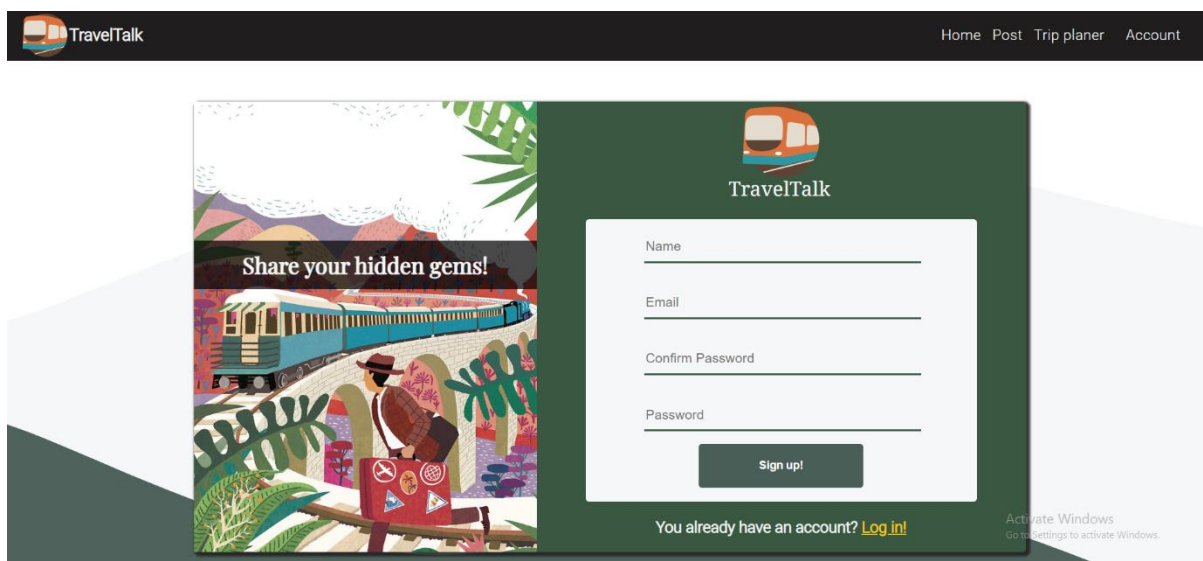 TravelTalk
Home Post Trip planer Account
TravelTalk
Share your hidden gems!
Name
Email
Confirm Password
Password
Sign up!
You already have an account? Log in!
Activate Windows
Go to Settings to activate Windows.